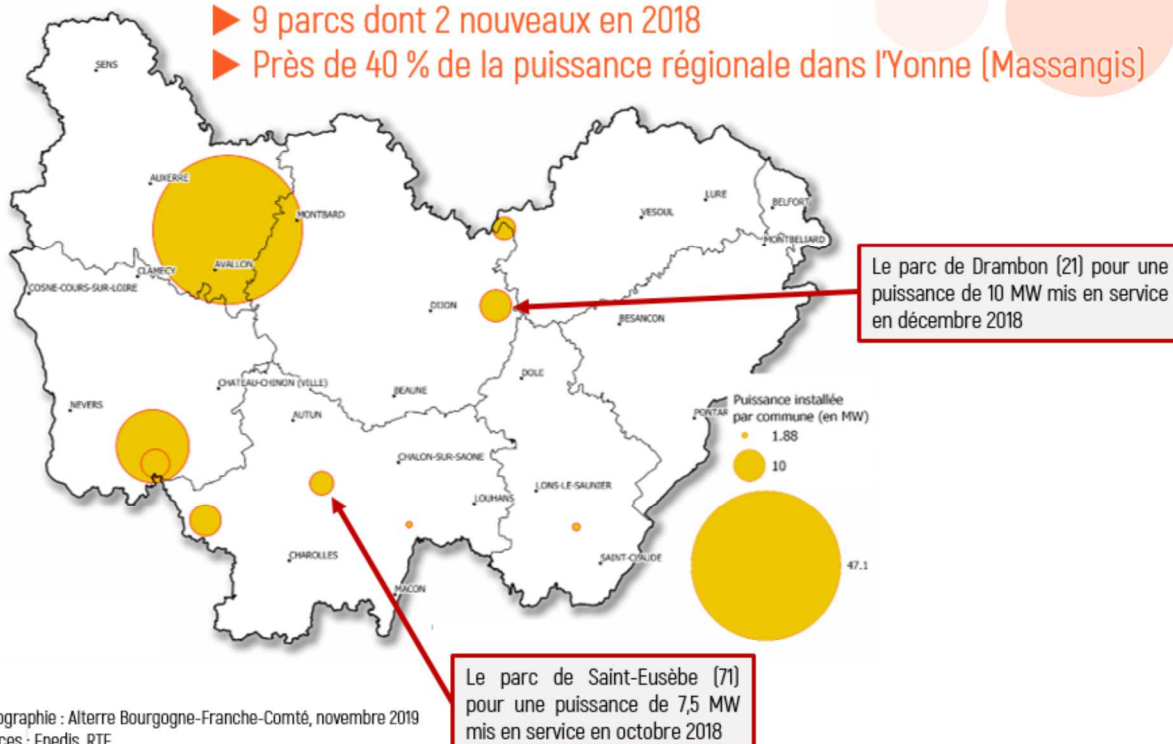 ▶ 9 parcs dont 2 nouveaux en 2018
▶ Près de 40 % de la puissance régionale dans l'Yonne (Massangis)
SENS
AUXERRE
MONTBARD
LURE
VESOUL
BELFORT
MONTBELIARD
CLAMECY
AVALLON
COSNE-COURS-SUR-LOIRE
DIJON
BESANCON
Le parc de Drambon (21) pour une
puissance de 10 MW mis en service
en décembre 2018
CHATEAU-CHINON (VILLE)
BEAUNE
DOLE
NEVERS
AUTUN
PONTAR
Puissance installée
par commune (en MW)
1.88
10
47.1
CHALON-SUR-SAONE
LOUHANS
LONS-LE-SAUNIER
CHAROLLES
SAINT-CLAUDE
MACON
Le parc de Saint-Eusèbe (71)
pour une puissance de 7,5 MW
mis en service en octobre 2018
ographie : Alterre Bourgogne-Franche-Comté, novembre 2019
rces : Enedis, RTE